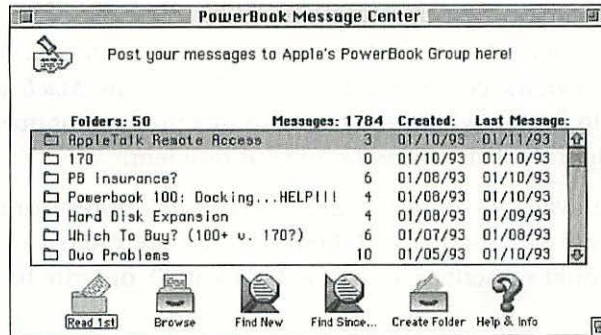 PowerBook Message Center
Post your messages to Apple's PowerBook Group here!
Folders: 50 Messages: 1784 Created: Last Message:
AppleTalk Remote Access 3 01/10/93 01/11/93
170 0 01/10/93 01/10/93
PB Insurance? 6 01/08/93 01/10/93
Powerbook 100: Docking...HELP!!! 4 01/08/93 01/10/93
Hard Disk Expansion 4 01/08/93 01/09/93
Which To Buy? (100+ v. 170?) 6 01/07/93 01/08/93
Duo Problems 10 01/05/93 01/10/93
Read 1st Browse Find New Find Since... Create Folder Help & Info